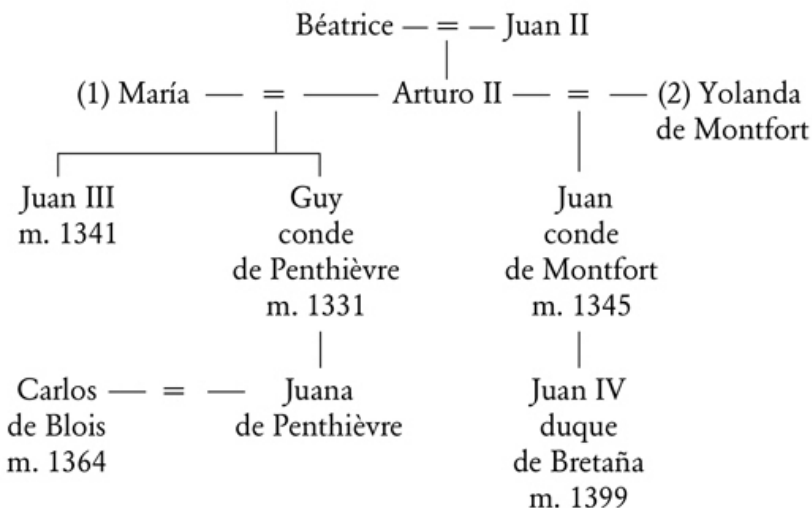 Béatrice — = — Juan II
(1) María — = — Arturo II — = — (2) Yolanda
de Montfort
Juan III
m. 1341
Guy
conde
de Penthièvre
m. 1331
Juan
conde
de Montfort
m. 1345
Carlos
de Blois
m. 1364
=
Juana
de Penthièvre
Juan IV
duque
de Bretaña
m. 1399